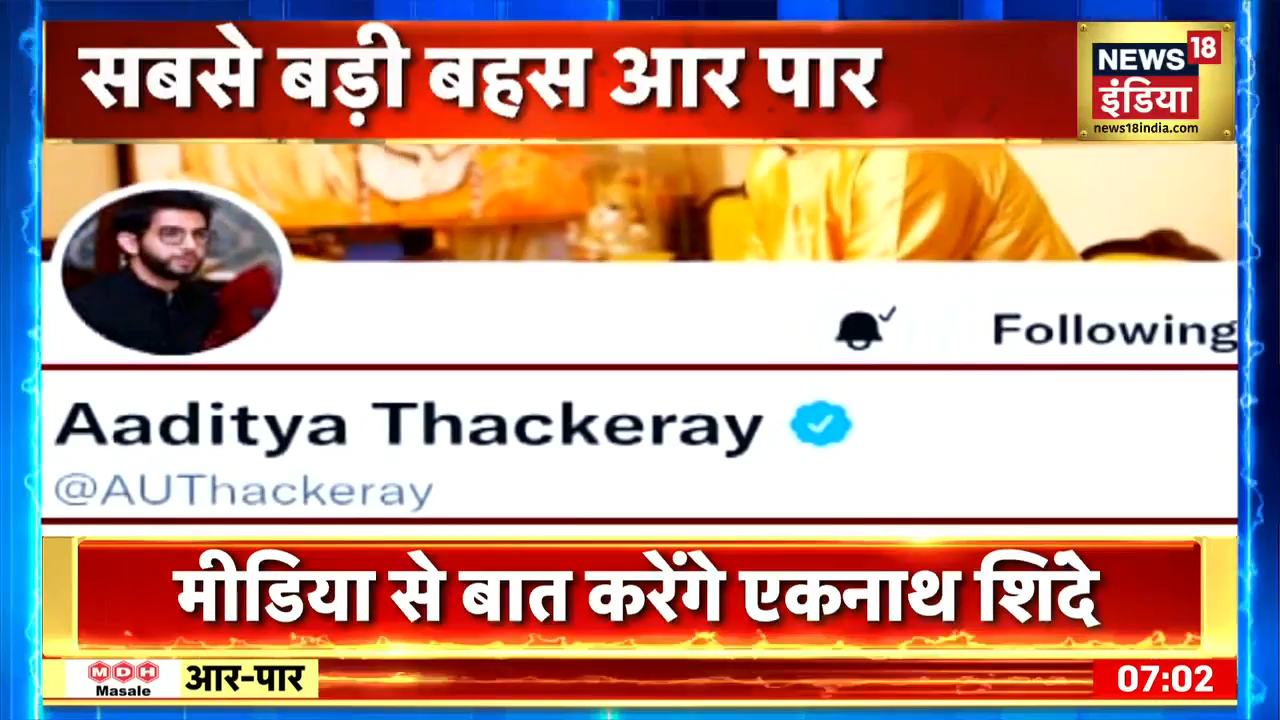 सबसे बड़ी बहस आर पार
NEWS 18
इंडिया
news18india.com
Following
Aaditya Thackeray
@AUThackeray
मीडिया से बात करेंगे एकनाथ शिंदे
MDH
Masale
आर-पार
07:02